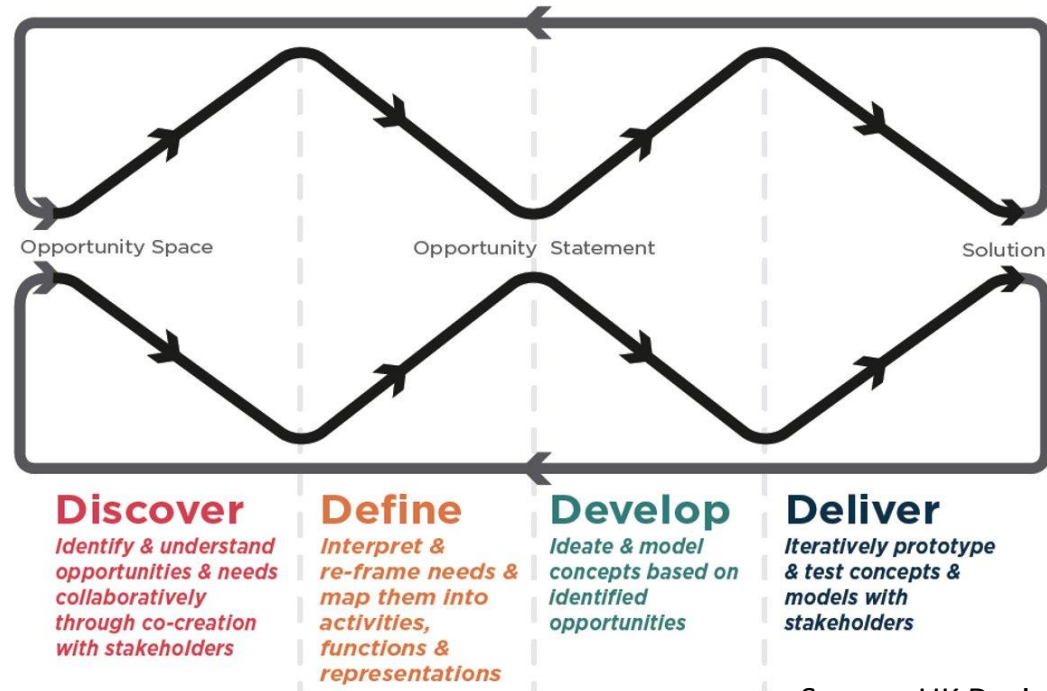 Opportunity Space
Opportunity Statement
Solution
Discover
Identify & understand
opportunities & needs
collaboratively
through co-creation
with stakeholders
Define
Interpret &
re-frame needs &
map them into
activities,
functions &
representations
Develop
Ideate & model
concepts based on
identified
opportunities
Deliver
Iteratively prototype
& test concepts &
models with
stakeholders